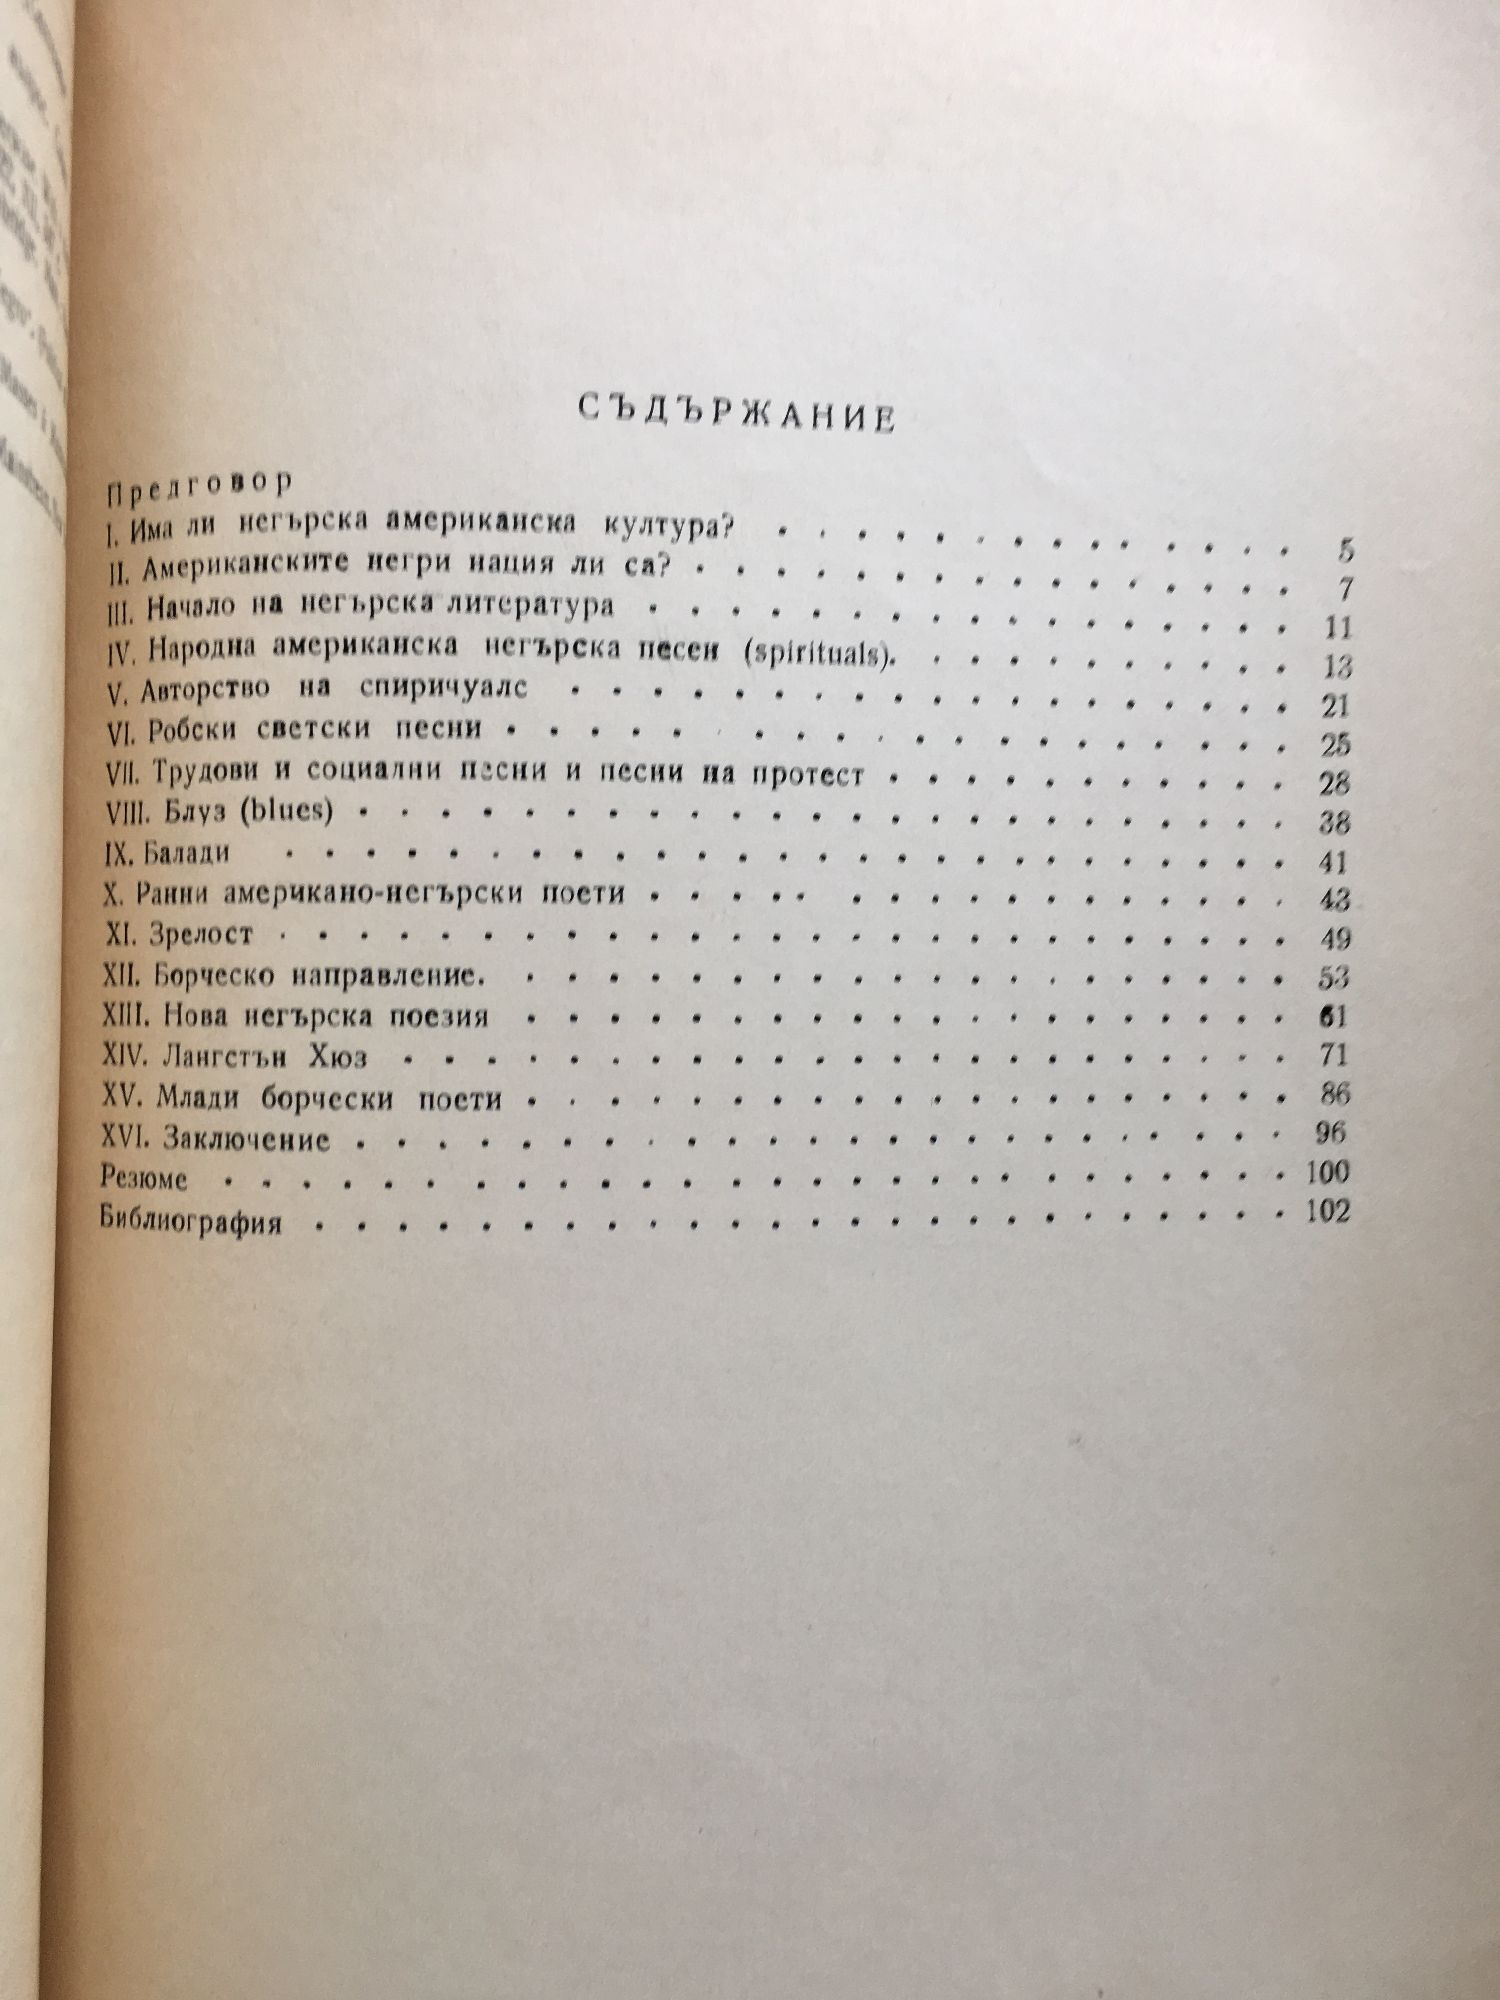 СЪДЪРЖАНИЕ
Предговор
I. Има ли негърска американска култура? . . . . . . . . . . . . . . 5
II. Американските негри нация ли са? . . . . . . . . . . . . . . . . 7
III. Начало на негърска литература . . . . . . . . . . . . . . . . . 11
IV. Народна американска негърска песен (spirituals). . . . . . . . . . . 13
V. Авторство на спиричуалс . . . . . . . . . . . . . . . . . . . 21
VI. Робски светски песни . . . . . . . . . . . . . . . . . . . . 25
VII. Трудови и социални песни и песни на протест . . . . . . . . . . . 28
VIII. Блуз (blues) . . . . . . . . . . . . . . . . . . . . . . . . 38
IX. Балади . . . . . . . . . . . . . . . . . . . . . . . . . . 41
X. Ранни американо-негърски поети . . . . . . . . . . . . . . . . . 43
XI. Зрелост . . . . . . . . . . . . . . . . . . . . . . . . . . 49
XII. Борческо направление. . . . . . . . . . . . . . . . . . . . . 53
XIII. Нова негърска поезия . . . . . . . . . . . . . . . . . . . . 61
XIV. Лангстън Хюз . . . . . . . . . . . . . . . . . . . . . . . 71
XV. Млади борчески поети . . . . . . . . . . . . . . . . . . . . 86
XVI. Заключение . . . . . . . . . . . . . . . . . . . . . . . . 96
Резюме . . . . . . . . . . . . . . . . . . . . . . . . . . . 100
Библиография . . . . . . . . . . . . . . . . . . . . . . . . . 102